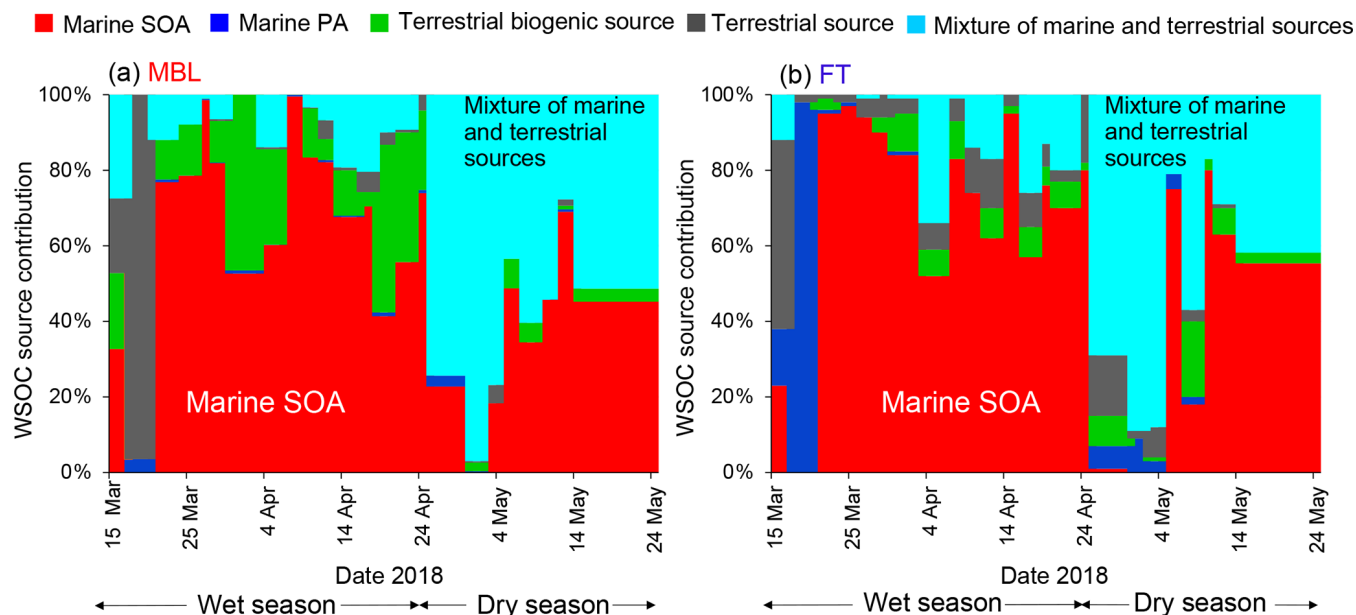 Marine SOA Marine PA Terrestrial biogenic source Terrestrial source Mixture of marine and terrestrial sources
(a) MBL
WSOC source contribution
100%
80%
60%
40%
20%
0%
Mixture of marine
and terrestrial
sources
Marine SOA
15 Mar
25 Mar
4 Apr
14 Apr
24 Apr
4 May
14 May
24 May
Date 2018
Wet season
Dry season
(b) FT
WSOC source contribution
100%
80%
60%
40%
20%
0%
Mixture of marine
and terrestrial
sources
Marine SOA
15 Mar
25 Mar
4 Apr
14 Apr
24 Apr
4 May
14 May
24 May
Date 2018
Wet season
Dry season